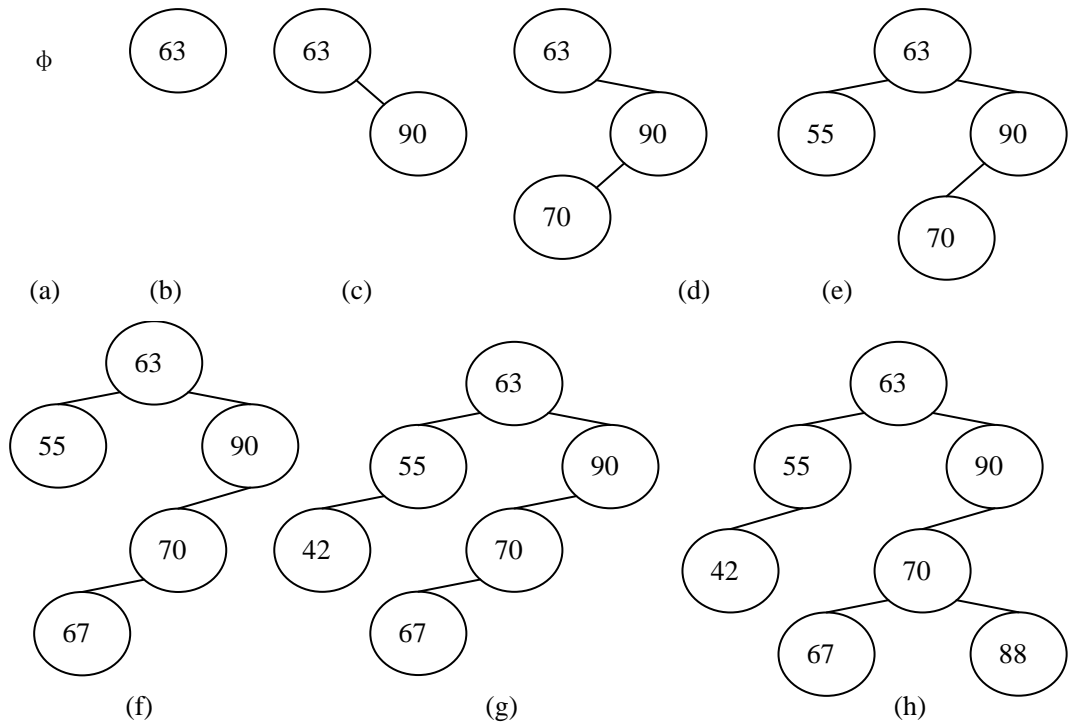 ϕ 63 63 63 63
90 55 90 90
70 70
(a) (b) (c) (d) (e)
63 63 63
55 90 55 90 55 90
70 42 70 42 70
67 67 67 88
(f) (g) (h)